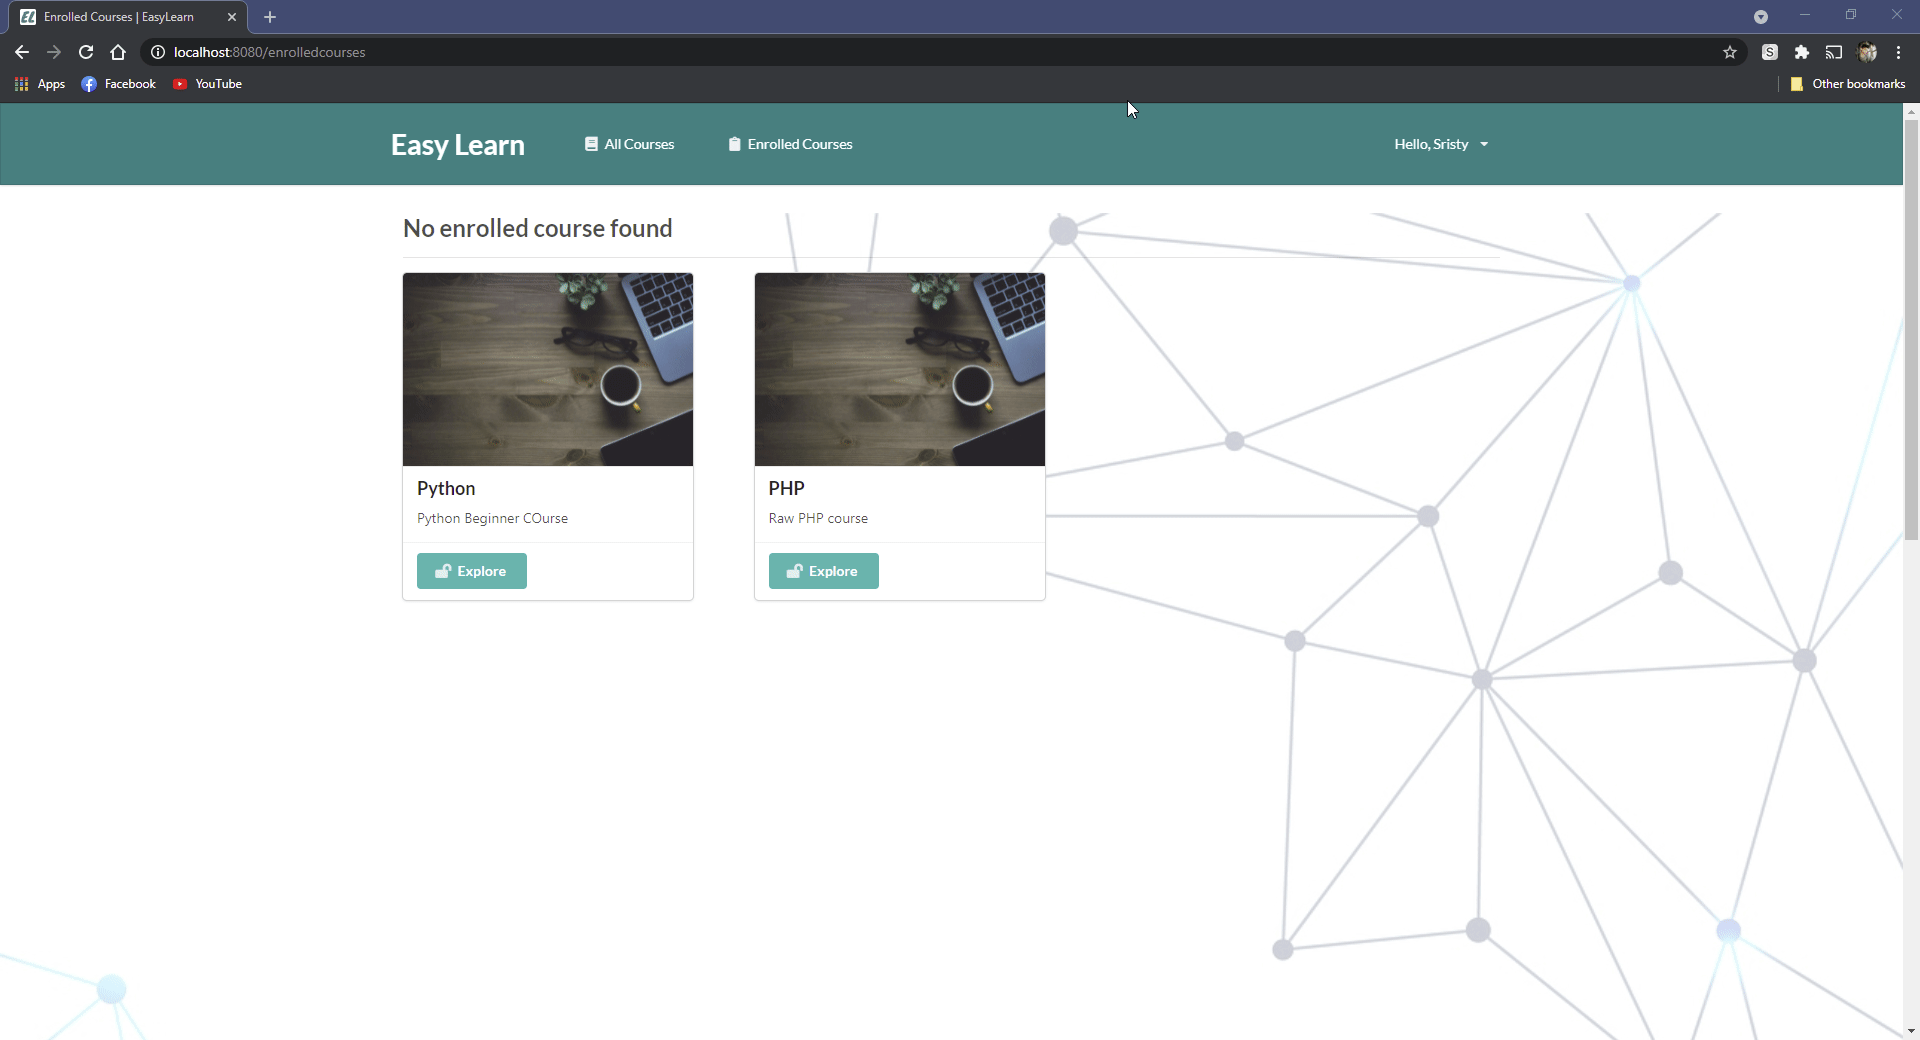 EL Enrolled Courses | EasyLearn
localhost:8080/enrolledcourses
S
Apps Facebook YouTube Other bookmarks
Easy Learn All Courses Enrolled Courses Hello, Sristy
No enrolled course found
Python
Python Beginner COurse
Explore
PHP
Raw PHP course
Explore